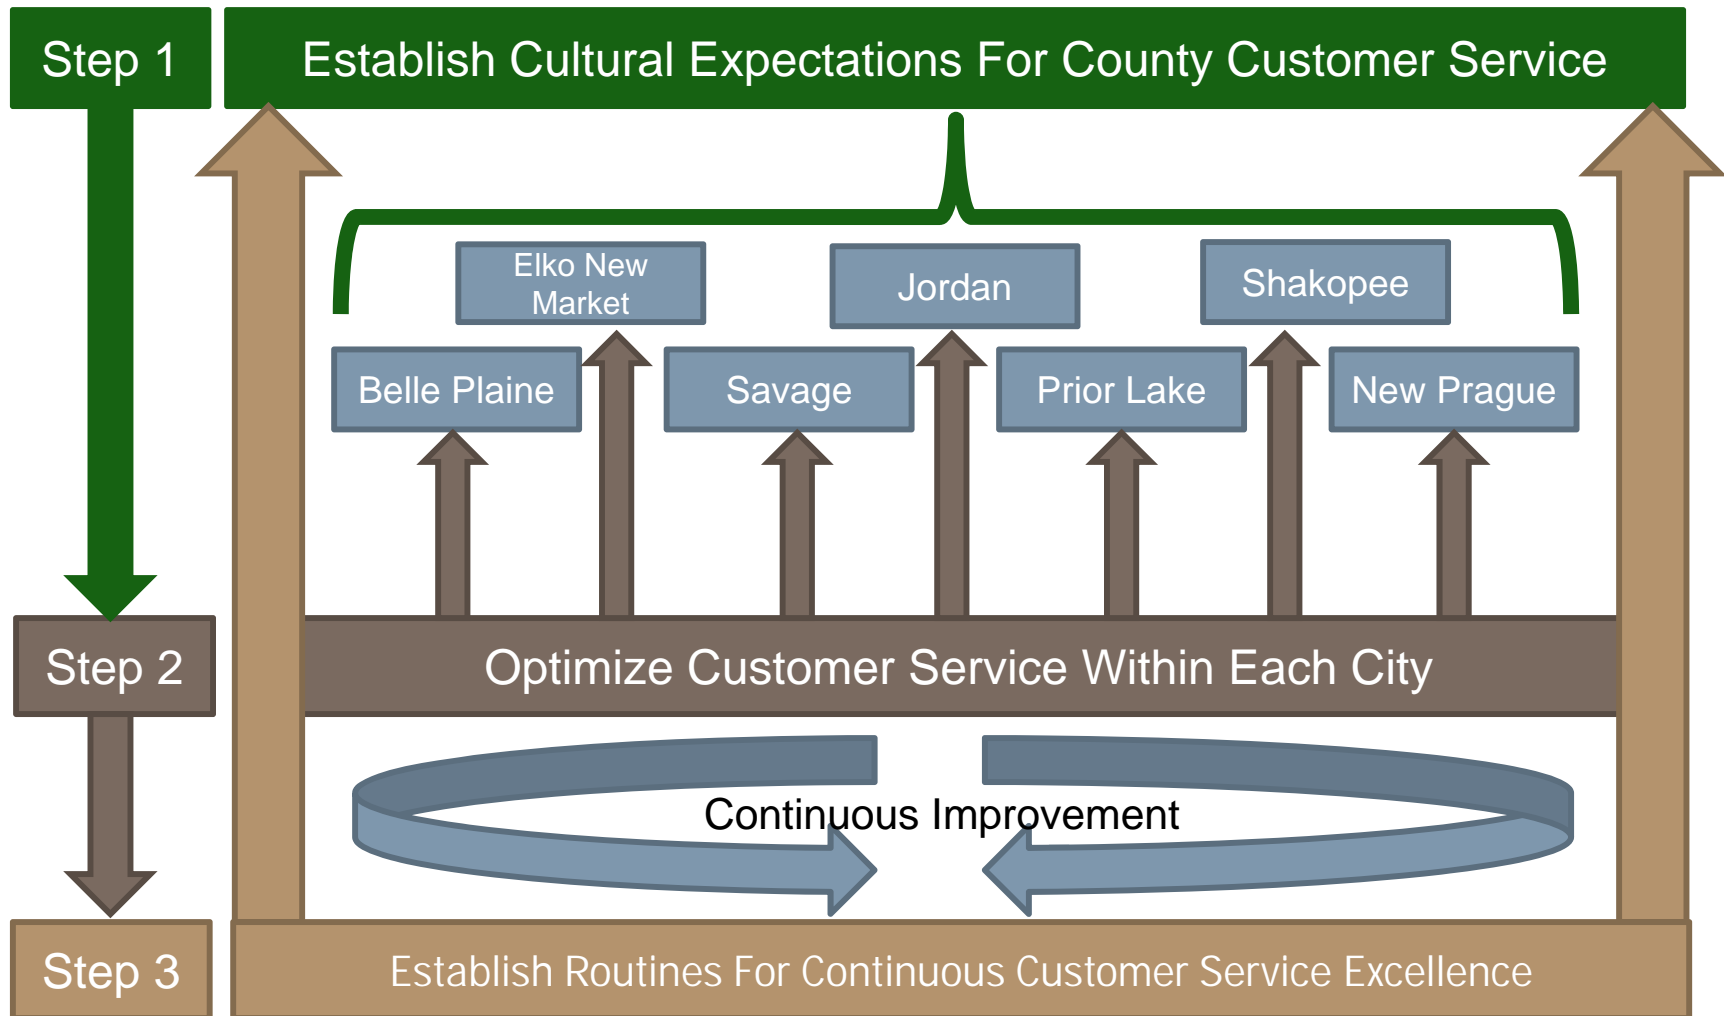 Step 1
Establish Cultural Expectations For County Customer Service
Elko New
Market
Jordan
Shakopee
Belle Plaine
Savage
Prior Lake
New Prague
Step 2
Optimize Customer Service Within Each City
Continuous Improvement
Step 3
Establish Routines For Continuous Customer Service Excellence